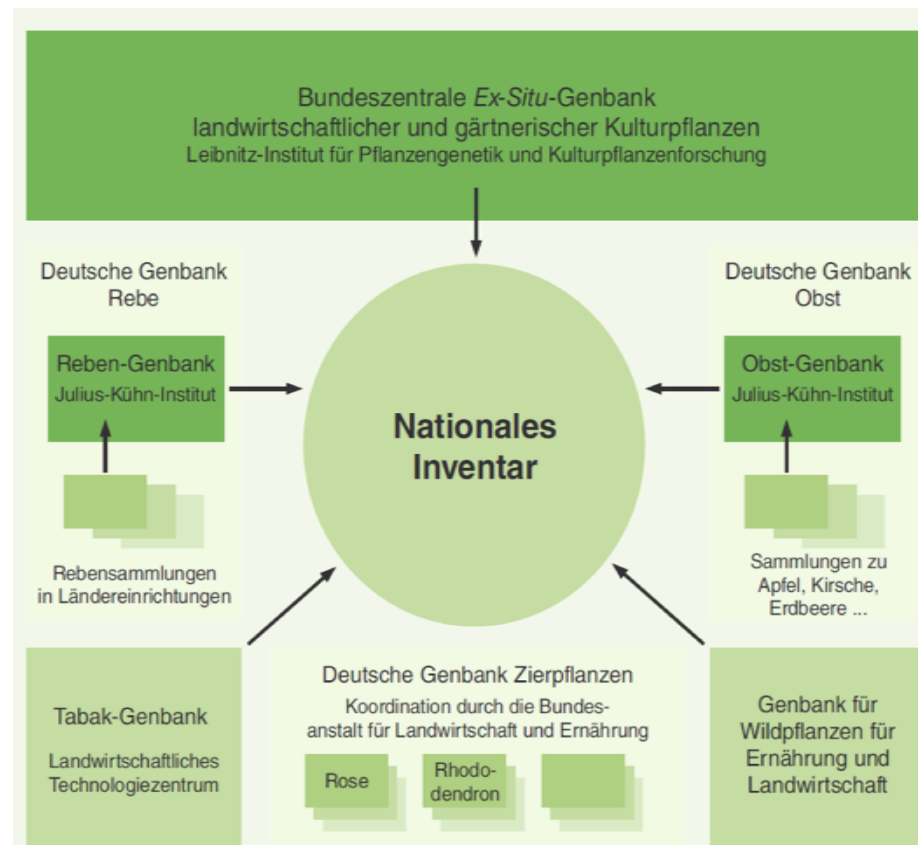 Bundeszentrale Ex-Situ-Genbank
landwirtschaftlicher und gärtnerischer Kulturpflanzen
Leibnitz-Institut für Pflanzengenetik und Kulturpflanzenforschung
Deutsche Genbank
Rebe
Reben-Genbank
Julius-Kühn-Institut
Rebensammlungen
in Ländereinrichtungen
Nationales
Inventar
Deutsche Genbank
Obst
Obst-Genbank
Julius-Kühn-Institut
Sammlungen zu
Apfel, Kirsche,
Erdbeere ...
Tabak-Genbank
Landwirtschaftliches
Technologiezentrum
Deutsche Genbank Zierpflanzen
Koordination durch die Bundes-
anstalt für Landwirtschaft und Ernährung
Rose
Rhodo-
dendron
Genbank für
Wildpflanzen für
Ernährung und
Landwirtschaft